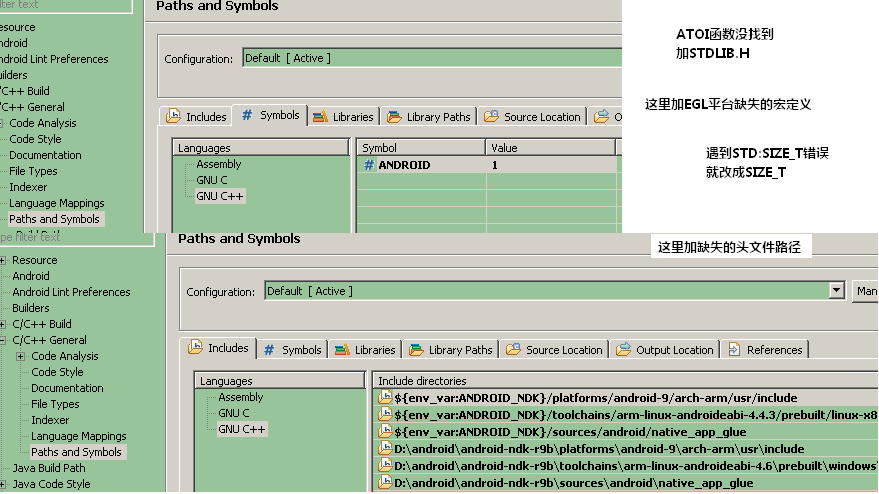 lter text
Paths and Symbols
esource
ndroid
ndroid Lint Preferences
ilders
/C++ Build
/C++ General
Code Analysis
Code Style
Documentation
File Types
Indexer
Language Mappings
Paths and Symbols
Configuration:
Default [ Active ]
Includes
# Symbols
Libraries
Library Paths
Source Location
O
Languages
Assembly
GNU C
GNU C++
Symbol
Value
# ANDROID
1
ATOI函数没找到
加STDLIB.H
这里加EGL平台缺失的宏定义
遇到STD:SIZE_T错误
就改成SIZE_T
这里加缺失的头文件路径
pe filter text
Paths and Symbols
Resource
Android
Android Lint Preferences
Builders
C/C++ Build
C/C++ General
Code Analysis
Code Style
Documentation
File Types
Indexer
Language Mappings
Paths and Symbols
Java Build Path
Java Code Style
Configuration:
Default [ Active ]
Man
Includes
# Symbols
Libraries
Library Paths
Source Location
Output Location
References
Languages
Assembly
GNU C
GNU C++
Include directories
${env_var:ANDROID_NDK}/platforms/android-9/arch-arm/usr/include
${env_var:ANDROID_NDK}/toolchains/arm-linux-androideabi-4.4.3/prebuilt/linux-x8
${env_var:ANDROID_NDK}/sources/android/native_app_glue
D:\android\android-ndk-r9b\platforms\android-9\arch-arm\usr\include
D:\android\android-ndk-r9b\toolchains\arm-linux-androideabi-4.6\prebuilt\windows\
D:\android\android-ndk-r9b\sources\android\native_app_glue